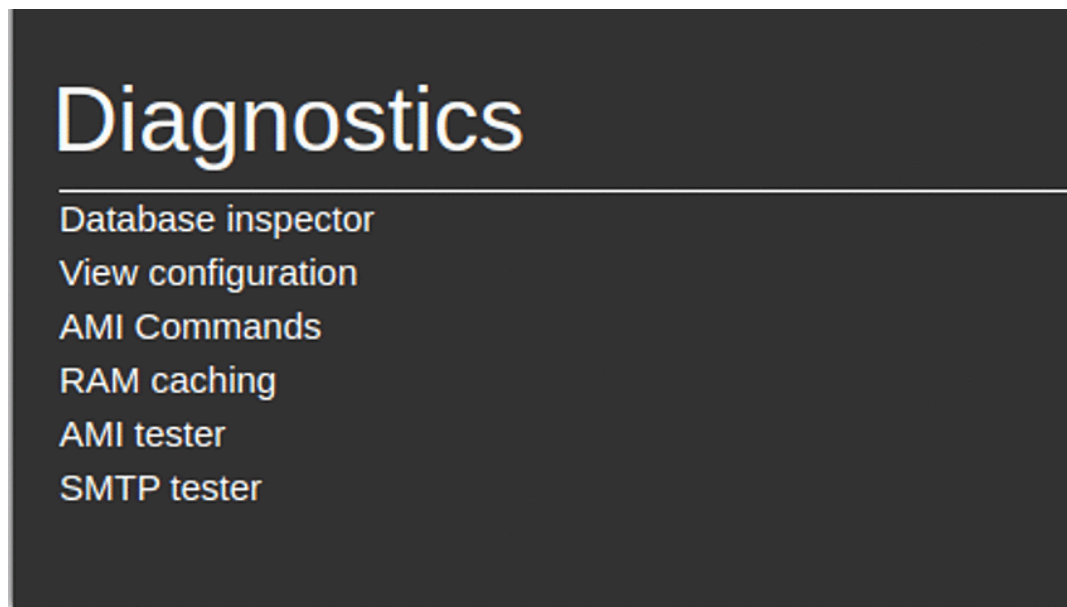 Diagnostics
Database inspector
View configuration
AMI Commands
RAM caching
AMI tester
SMTP tester